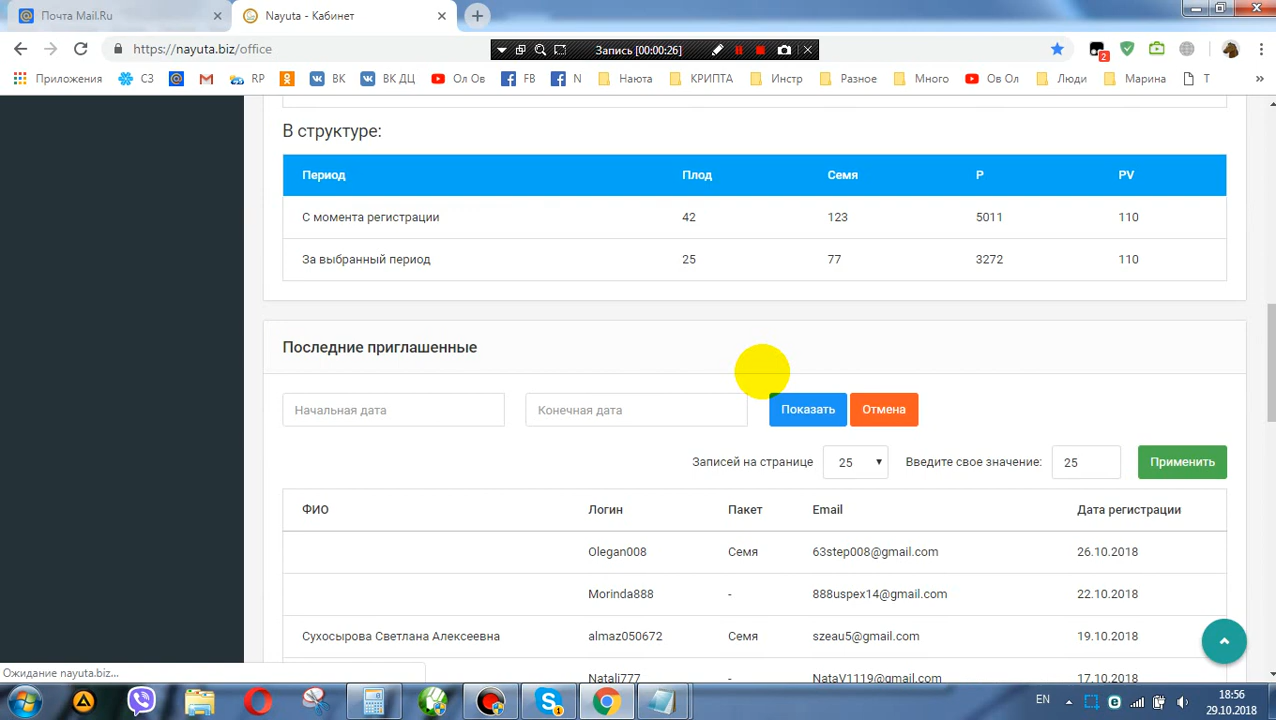 Почта Mail.Ru
Nayuta - Кабинет
https://nayuta.biz/office
Запись [00:00:26]
2
Приложения СЗ RP ВК ВК ДЦ Ол Ов FB N Наюта КРИПТА Инстр Разное Много Ов Ол Люди Марина Т »
В структуре:
Период Плод Семя Р PV
С момента регистрации 42 123 5011 110
За выбранный период 25 77 3272 110
Последние приглашенные
Начальная дата Конечная дата Показать Отмена
Записей на странице 25 Введите свое значение: 25 Применить
ФИО Логин Пакет Email Дата регистрации
Olegan008 Семя 63step008@gmail.com 26.10.2018
Morinda888 - 888uspex14@gmail.com 22.10.2018
Сухосырова Светлана Алексеевна almaz050672 Семя szeau5@gmail.com 19.10.2018
Natali777 - NataV1119@gmail.com 17.10.2018
Ожидание nayuta.biz...
EN 18:56
29.10.2018